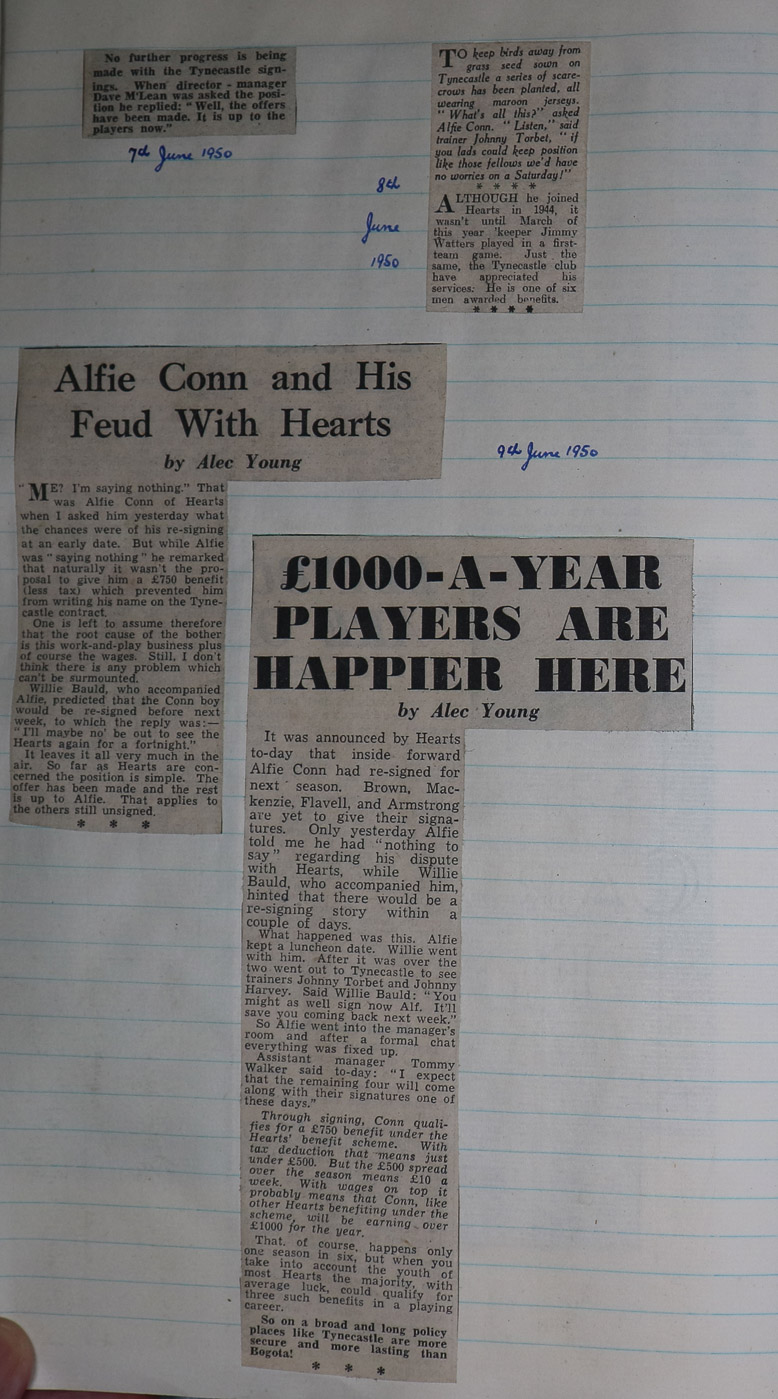 No further progress is being
made with the Tynecastle sign-
ings. When director - manager
Dave M'Lean was asked the posi-
tion he replied: "Well, the offers
have been made. It is up to the
players now."
7th June 1950
TO keep birds away from
grass seed sown on
Tynecastle a series of scare-
crows has been planted, all
wearing maroon jerseys.
"What's all this?" asked
Alfie Conn. "Listen," said
trainer Johnny Torbet, "if
you lads could keep position
like those fellows we'd have
no worries on a Saturday!"
* * * *
ALTHOUGH he joined
Hearts in 1944, it
wasn't until March of
this year 'keeper Jimmy
Watters played in a first-
team game. Just the
same, the Tynecastle club
have appreciated his
services. He is one of six
men awarded benefits.
* * * *
8th
June
1950
Alfie Conn and His
Feud With Hearts
by Alec Young
"ME? I'm saying nothing." That
was Alfie Conn of Hearts
when I asked him yesterday what
the chances were of his re-signing
at an early date. But while Alfie
was "saying nothing" he remarked
that naturally it wasn't the pro-
posal to give him a £750 benefit
(less tax) which prevented him
from writing his name on the Tyne-
castle contract.
One is left to assume therefore
that the root cause of the bother
is this work-and-play business plus
of course the wages. Still, I don't
think there is any problem which
can't be surmounted.
Willie Bauld, who accompanied
Alfie, predicted that the Conn boy
would be re-signed before next
week, to which the reply was:—
"I'll maybe no' be out to see the
Hearts again for a fortnight."
It leaves it all very much in the
air. So far as Hearts are con-
cerned the position is simple. The
offer has been made and the rest
is up to Alfie. That applies to
the others still unsigned.
* * *
9th June 1950
£1000-A-YEAR
PLAYERS ARE
HAPPIER HERE
by Alec Young
It was announced by Hearts
to-day that inside forward
Alfie Conn had re-signed for
next season. Brown, Mac-
kenzie, Flavell, and Armstrong
are yet to give their signa-
tures. Only yesterday Alfie
told me he had "nothing to
say" regarding his dispute
with Hearts, while Willie
Bauld, who accompanied him,
hinted that there would be a
re-signing story within a
couple of days.
What happened was this. Alfie
kept a luncheon date. Willie went
with him. After it was over the
two went out to Tynecastle to see
trainers Johnny Torbet and Johnny
Harvey. Said Willie Bauld: "You
might as well sign now Alf. It'll
save you coming back next week."
So Alfie went into the manager's
room and after a formal chat
everything was fixed up.
Assistant manager Tommy
Walker said to-day: "I expect
that the remaining four will come
along with their signatures one of
these days."
Through signing, Conn quali-
fies for a £750 benefit under the
Hearts' benefit scheme. With
tax deduction that means just
under £500. But the £500 spread
over the season means £10 a
week. With wages on top it
probably means that Conn, like
other Hearts benefiting under the
scheme, will be earning over
£1000 for the year.
That, of course, happens only
one season in six, but when you
take into account the youth of
most Hearts the majority, with
average luck, could qualify for
three such benefits in a playing
career.
So on a broad and long policy
places like Tynecastle are more
secure and more lasting than
Bogota!
* * *